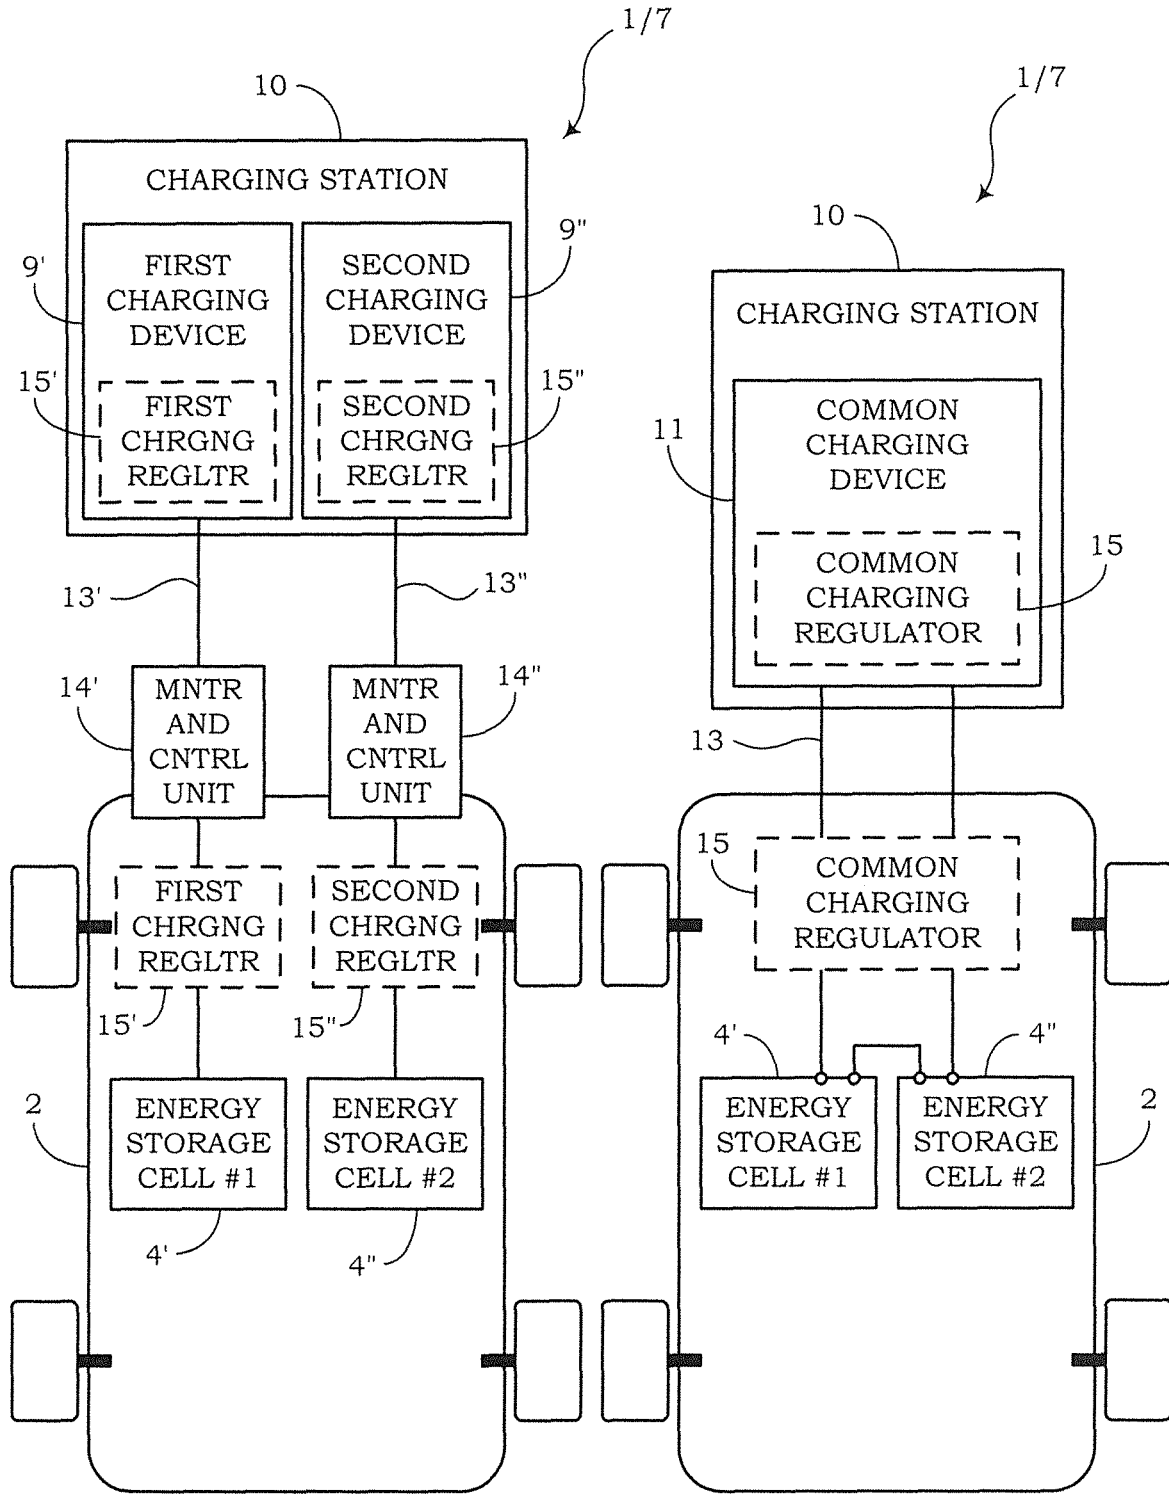 1/7
10
CHARGING STATION
9'
FIRST
CHARGING
DEVICE
SECOND
CHARGING
DEVICE
9"
15'
FIRST
CHRGNG
REGLTR
SECOND
CHRGNG
REGLTR
15"
13'
13"
14'
MNTR
AND
CNTRL
UNIT
MNTR
AND
CNTRL
UNIT
14"
FIRST
CHRGNG
REGLTR
SECOND
CHRGNG
REGLTR
15'
15"
2
ENERGY
STORAGE
CELL #1
ENERGY
STORAGE
CELL #2
4'
4"
1/7
10
CHARGING STATION
11
COMMON
CHARGING
DEVICE
COMMON
CHARGING
REGULATOR
15
13
15
COMMON
CHARGING
REGULATOR
4'
4"
ENERGY
STORAGE
CELL #1
ENERGY
STORAGE
CELL #2
2